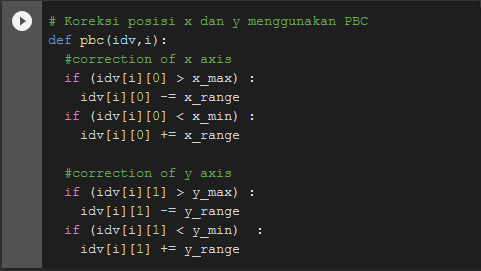 # Koreksi posisi x dan y menggunakan PBC
def pbc(idv,i):
  #correction of x axis
  if (idv[i][0] > x_max) :
    idv[i][0] -= x_range
  if (idv[i][0] < x_min) :
    idv[i][0] += x_range

  #correction of y axis
  if (idv[i][1] > y_max) :
    idv[i][1] -= y_range
  if (idv[i][1] < y_min)  :
    idv[i][1] += y_range